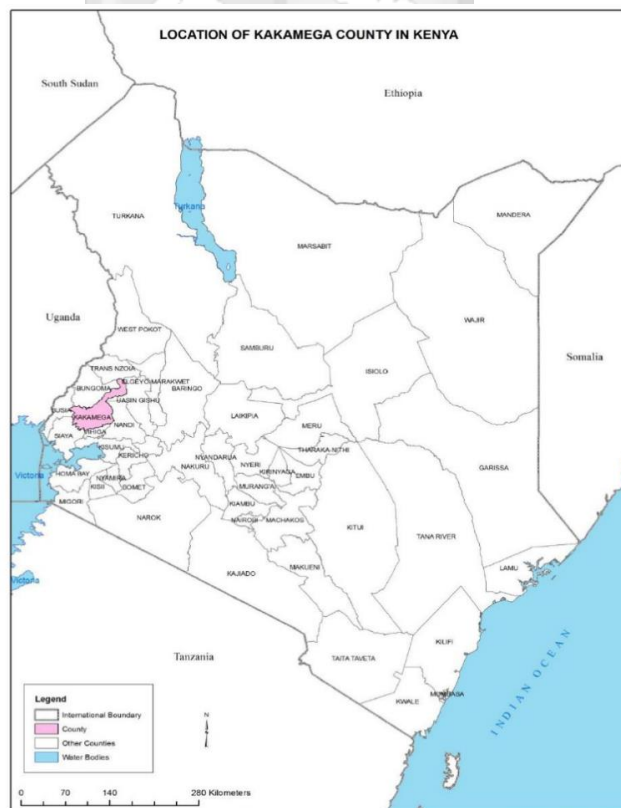 LOCATION OF KAKAMEGA COUNTY IN KENYA
South Sudan
Ethiopia
Turkana
TURKANA
MANDERA
MARSABIT
WAJIR
Uganda
WEST POKOT
SAMBURU
ISIOLO
Somalia
TRANS NZOIA
ELGEYO-MARAKWET
BUNGOMA
BARINGO
UASIN GISHU
BUSIA
KAKAMEGA
LAIKIPIA
NANDI
MERU
VIHIGA
SIAYA
KISUMU
THARAKA-NITHI
KERICHO
NYANDARUA
NYERI
GARISSA
Victoria
HOMA BAY
NAKURU
KIRINYAGA
EMBU
NYAMIRA
KISII
BOMET
MURANG'A
MIGORI
KIAMBU
NAROK
NAIROBI
MACHAKOS
KITUI
TANA RIVER
LAMU
MAKUENI
KAJIADO
Victoria
KILIFI
Tanzania
TAITA TAVETA
INDIAN OCEAN
MOMBASA
KWALE
Legend
International Boundary
County
Other Counties
Water Bodies
N
0 70 140 280 Kilometers